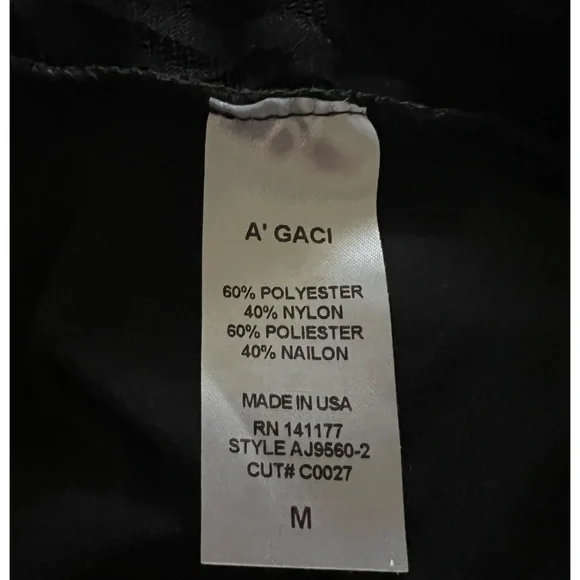 A' GACI
60% POLYESTER
40% NYLON
60% POLIESTER
40% NAILON
MADE IN USA
RN 141177
STYLE AJ9560-2
CUT# C0027
M